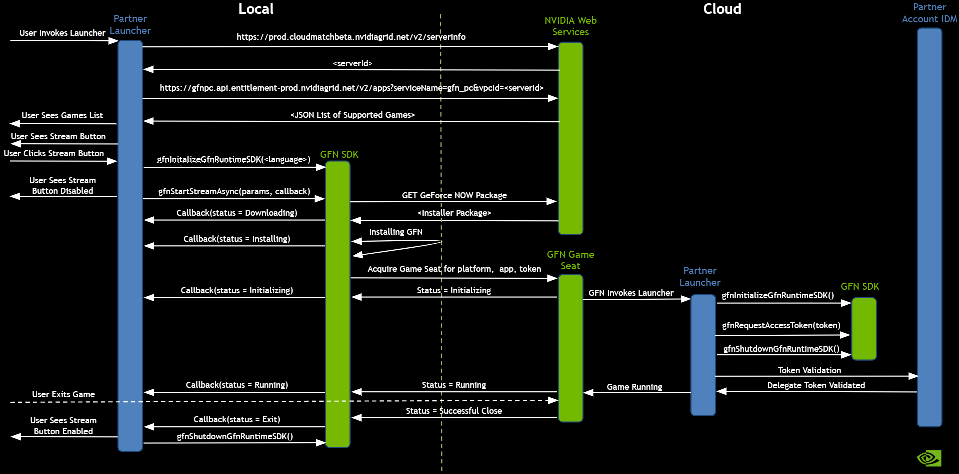 Local
Cloud
Partner
Launcher
NVIDIA Web
Services
Partner
Account IDM
User Invokes Launcher
https://prod.cloudmatchbeta.nvidiagrid.net/v2/serverInfo
<serverId>
https://gfnpc.api.entitlement-prod.nvidiagrid.net/v2/apps?serviceName=gfn_pc&vpcId=<serverId>
User Sees Games List
<JSON List of Supported Games>
User Sees Stream Button
User Clicks Stream Button
GFN SDK
gfnInitalizeGfnRuntimeSDK(<language>)
User Sees Stream
Button Disabled
gfnStartStreamAsync(params, callback)
GET GeForce NOW Package
Callback(status = Downloading)
<Installer Package>
Installing GFN
Callback(status = Installing)
GFN Game
Seat
Acquire Game Seat for platform, app, token
Partner
Launcher
GFN SDK
Callback(status = Initializing)
Status = Initializing
GFN Invokes Launcher
gfnInitializeGfnRuntimeSDK()
gfnRequestAccessToken(token)
gfnShutdownGfnRuntimeSDK()
Token Validation
Callback(status = Running)
Status = Running
Game Running
Delegate Token Validated
User Exits Game
Status = Successful Close
User Sees Stream
Button Enabled
Callback(status = Exit)
gfnShutdownGfnRuntimeSDK()